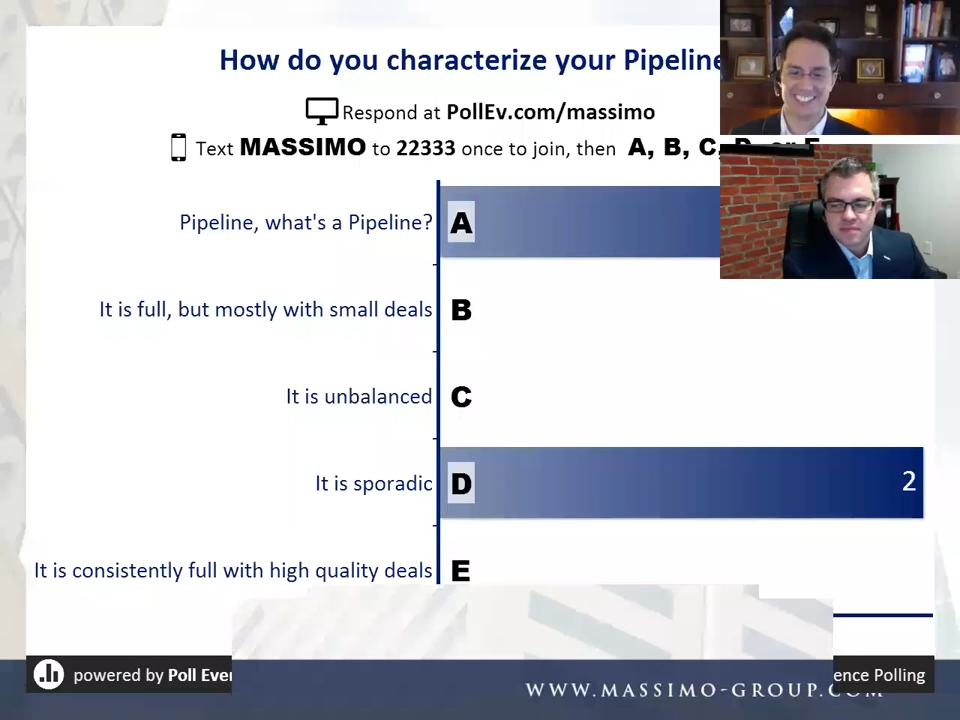 How do you characterize your Pipeline
Respond at PollEv.com/massimo
Text MASSIMO to 22333 once to join, then A, B, C, D, or E
Pipeline, what's a Pipeline? A
It is full, but mostly with small deals B
It is unbalanced C
It is sporadic D 2
It is consistently full with high quality deals E
powered by Poll Ever
ence Polling
WWW.MASSIMO-GROUP.COM